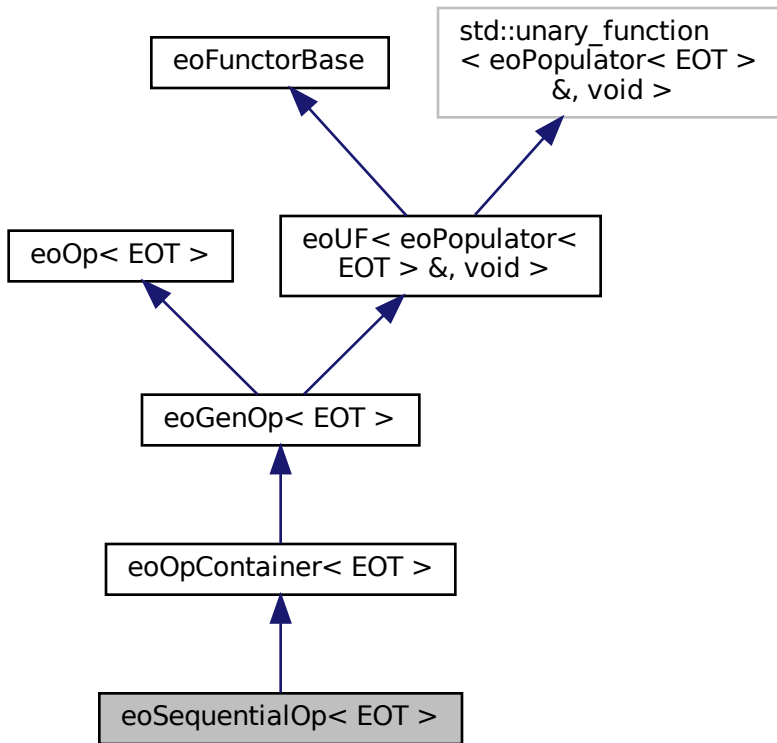 std::unary_function
< eoPopulator< EOT >
&, void >
eoFunctorBase
eoUF< eoPopulator<
EOT > &, void >
eoOp< EOT >
eoGenOp< EOT >
eoOpContainer< EOT >
eoSequentialOp< EOT >